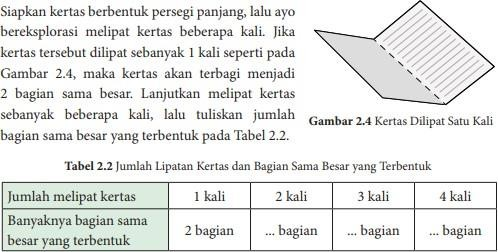 Siapkan kertas berbentuk persegi panjang, lalu ayo
bereksplorasi melipat kertas beberapa kali. Jika
kertas tersebut dilipat sebanyak 1 kali seperti pada
Gambar 2.4, maka kertas akan terbagi menjadi
2 bagian sama besar. Lanjutkan melipat kertas
sebanyak beberapa kali, lalu tuliskan jumlah
bagian sama besar yang terbentuk pada Tabel 2.2.
Gambar 2.4 Kertas Dilipat Satu Kali
Tabel 2.2 Jumlah Lipatan Kertas dan Bagian Sama Besar yang Terbentuk
Jumlah melipat kertas 1 kali 2 kali 3 kali 4 kali
Banyaknya bagian sama
besar yang terbentuk 2 bagian ... bagian ... bagian ... bagian